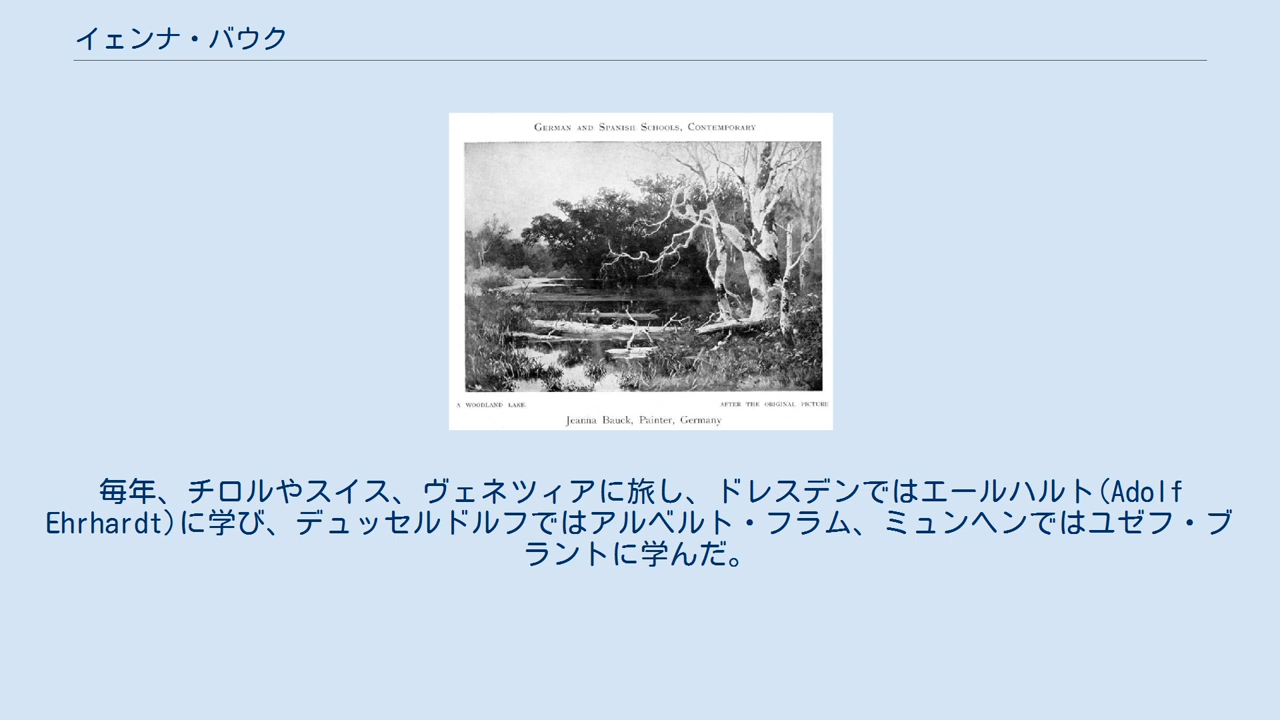 イェンナ・バウク
German and Spanish Schools, Contemporary
A WOODLAND LAKE
AFTER THE ORIGINAL PICTURE
Jeanna Bauck, Painter, Germany
毎年、チロルやスイス、ヴェネツィアに旅し、ドレスデンではエールハルト(Adolf
Ehrhardt)に学び、デュッセルドルフではアルベルト・フラム、ミュンヘンではユゼフ・ブ
ラントに学んだ。